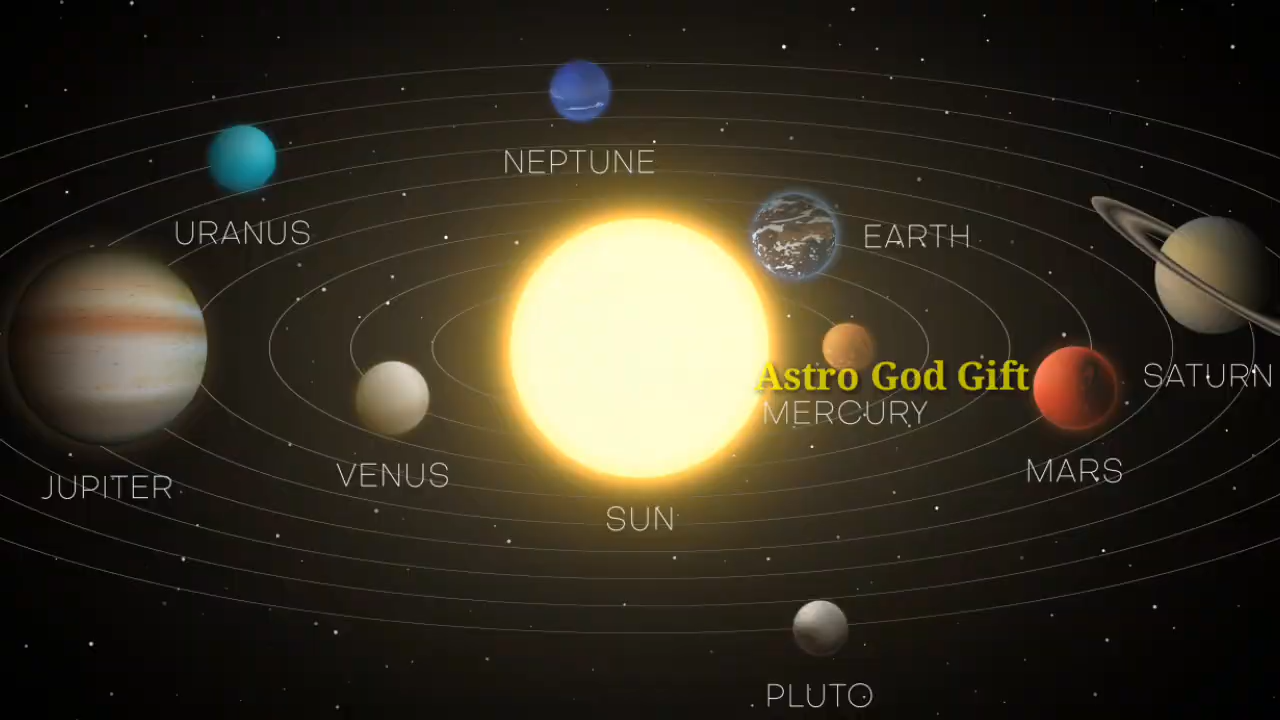 NEPTUNE
URANUS
EARTH
SATURN
Astro God Gift
MERCURY
MARS
VENUS
JUPITER
SUN
PLUTO